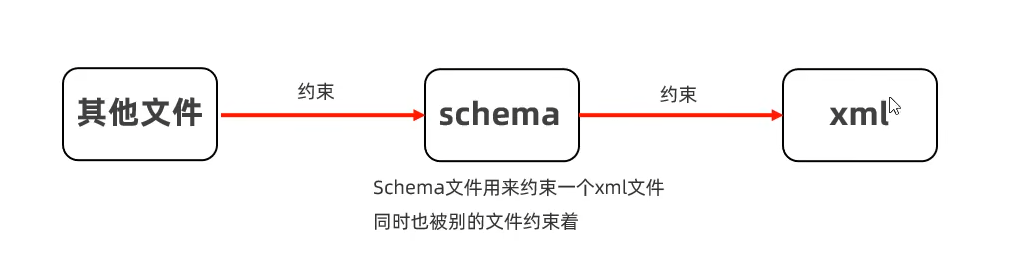 约束
约束
其他文件
schema
xml
Schema文件用来约束一个xml文件
同时也被别的文件约束着